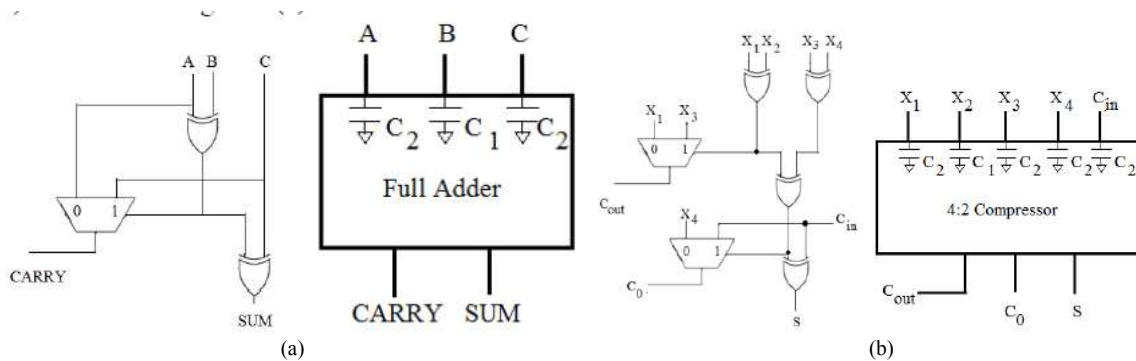 A B C
0 1
CARRY
SUM
A B C
C2 C1 C2
Full Adder
CARRY SUM
(a)
X1 X2 X3 X4
X1 X3
0 1
Cout
X4
Cin
0 1
C0
S
X1 X2 X3 X4 Cin
C2 C1 C2 C2 C2
4:2 Compressor
Cout
C0 S
(b)